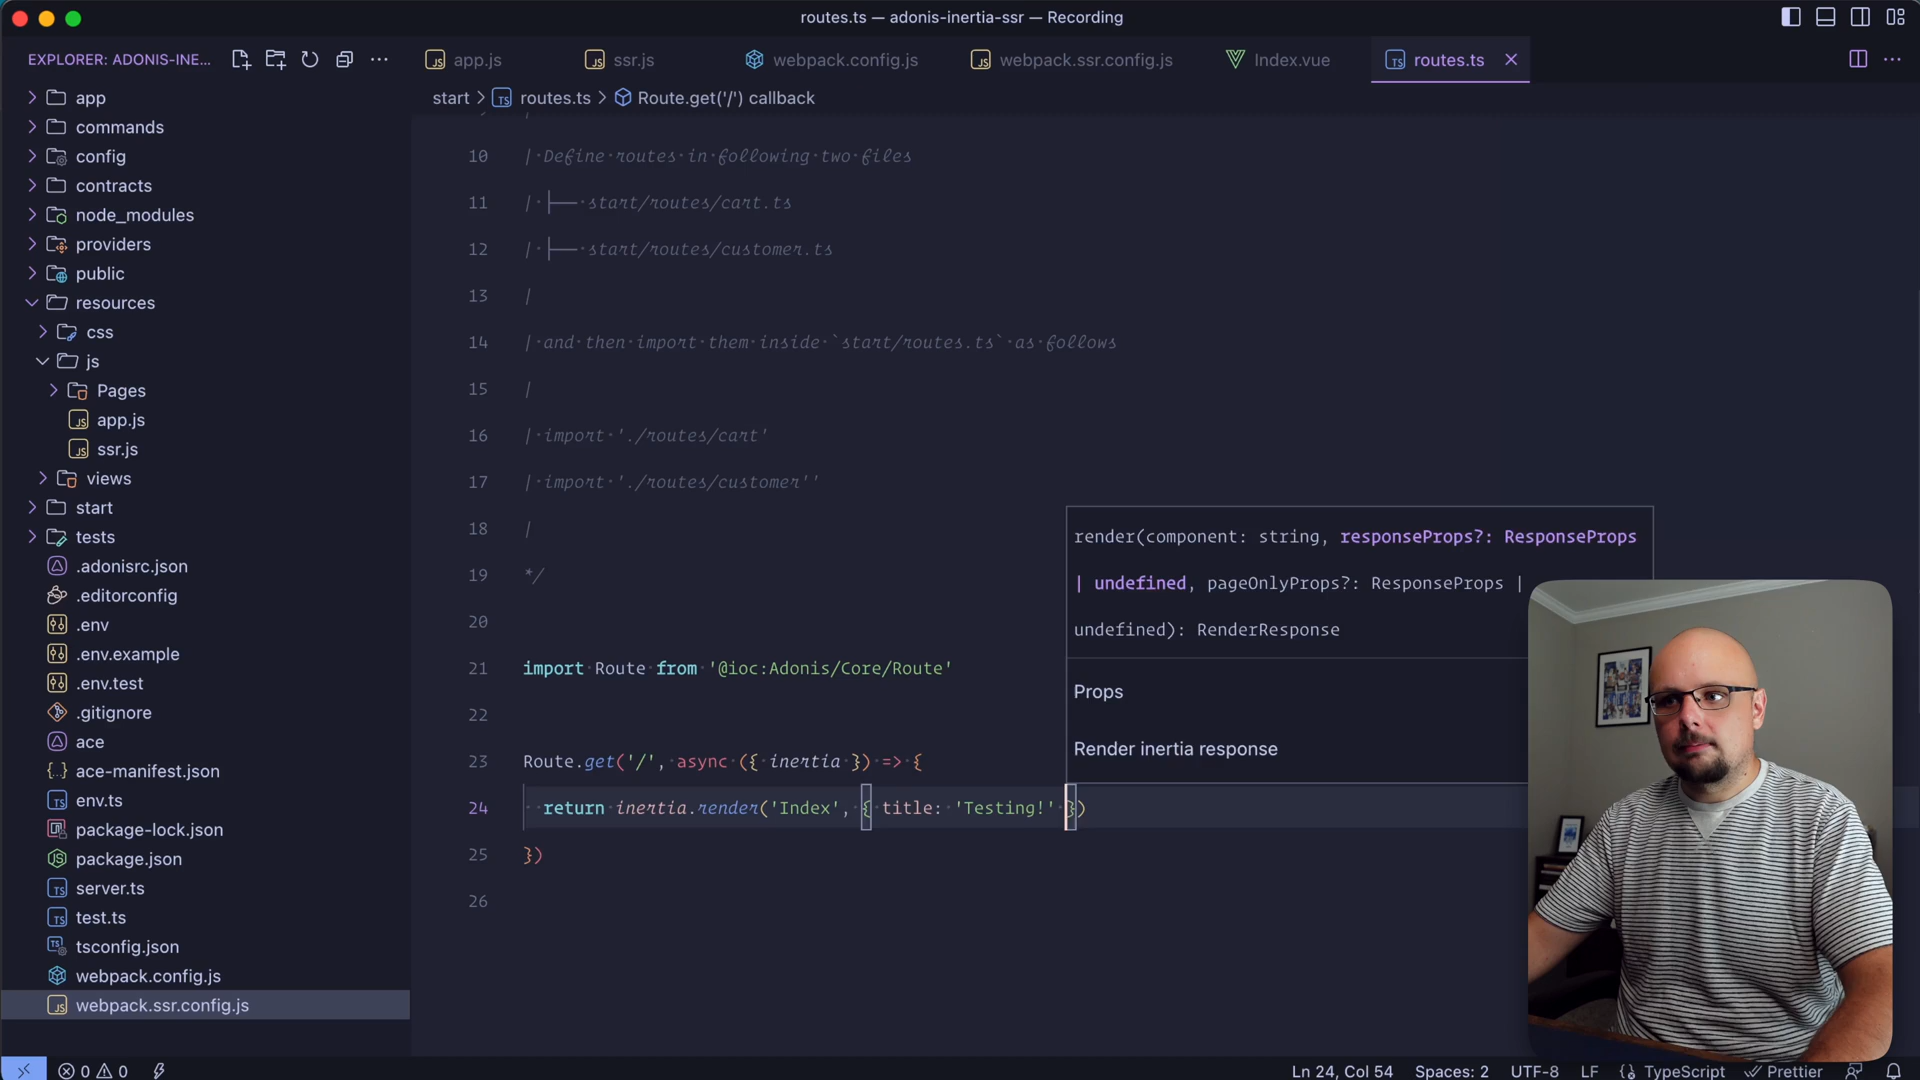 routes.ts — adonis-inertia-ssr — Recording
EXPLORER: ADONIS-INE...
app.js
ssr.js
webpack.config.js
webpack.ssr.config.js
Index.vue
routes.ts
start > routes.ts > Route.get('/') callback
app
commands
config
contracts
node_modules
providers
public
resources
css
js
Pages
app.js
ssr.js
views
start
tests
.adonisrc.json
.editorconfig
.env
.env.example
.env.test
.gitignore
ace
ace-manifest.json
env.ts
package-lock.json
package.json
server.ts
test.ts
tsconfig.json
webpack.config.js
webpack.ssr.config.js
10 | Define routes in following two files
11 | ├── start/routes/cart.ts
12 | ├── start/routes/customer.ts
13 |
14 | and then import them inside `start/routes.ts` as follows
15 |
16 | import './routes/cart'
17 | import './routes/customer''
18 |
19 */
20
21 import Route from '@ioc:Adonis/Core/Route'
22
23 Route.get('/', async ({ inertia }) => {
24 return inertia.render('Index', { title: 'Testing!' })
25 })
26
render(component: string, responseProps?: ResponseProps
| undefined, pageOnlyProps?: ResponseProps |
undefined): RenderResponse
Props
Render inertia response
0 0
Ln 24, Col 54
Spaces: 2
UTF-8
LF
TypeScript
Prettier